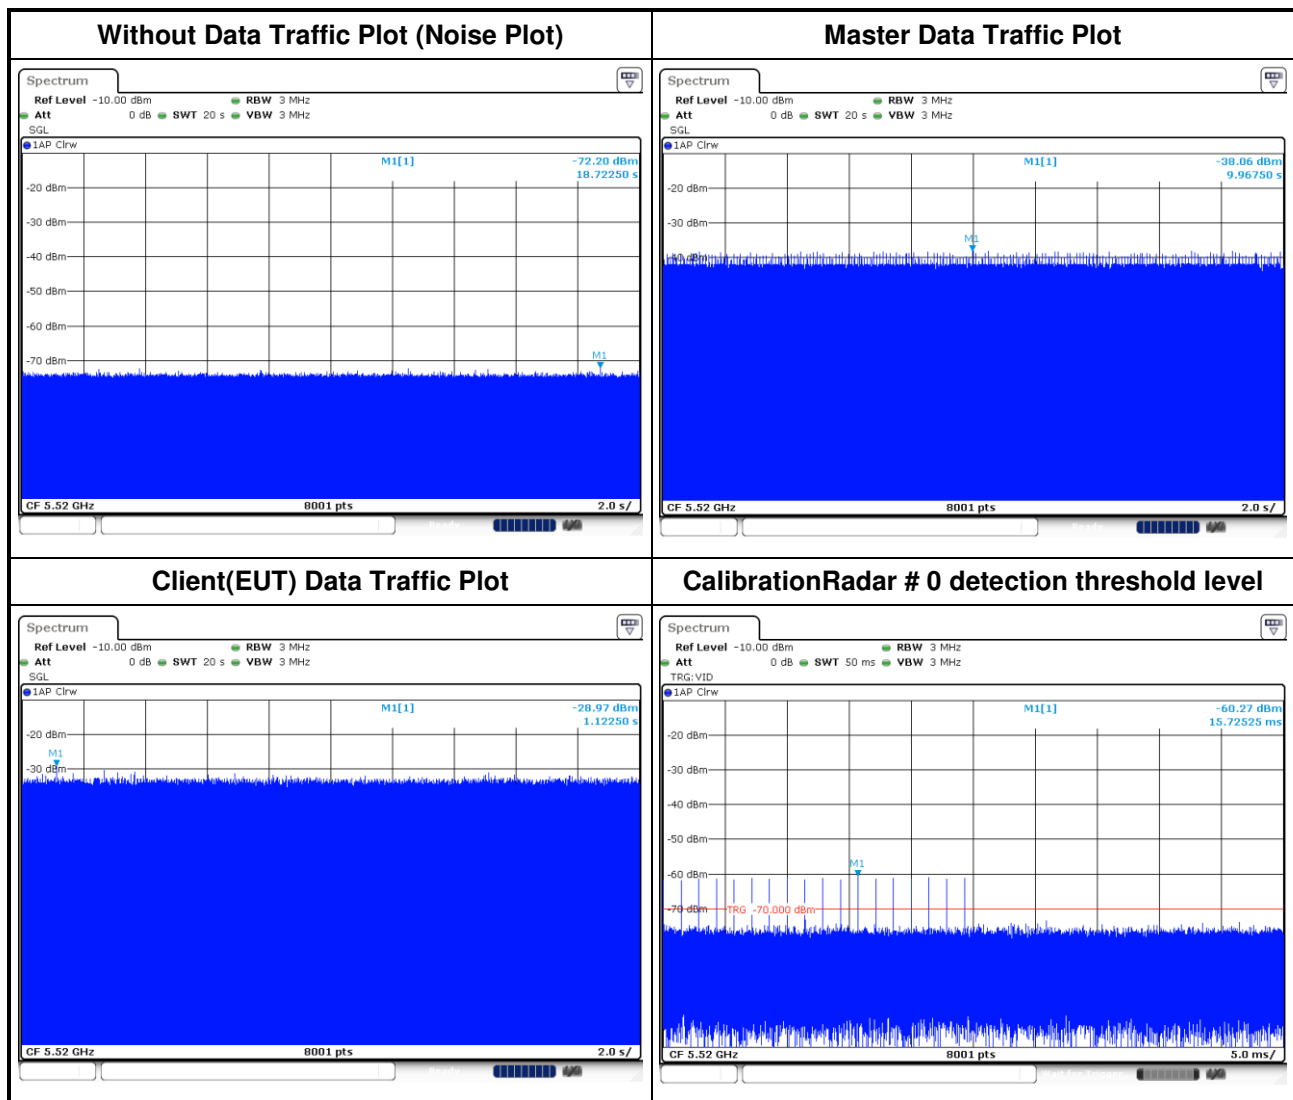 Without Data Traffic Plot (Noise Plot)
Spectrum
Ref Level -10.00 dBm RBW 3 MHz
Att 0 dB SWT 20 s VBW 3 MHz
SGL
1AP Clrw
M1[1] -72.20 dBm
18.72250 s
-20 dBm
-30 dBm
-40 dBm
-50 dBm
-60 dBm
-70 dBm
M1
CF 5.52 GHz 8001 pts 2.0 s/
Ready
Master Data Traffic Plot
Spectrum
Ref Level -10.00 dBm RBW 3 MHz
Att 0 dB SWT 20 s VBW 3 MHz
SGL
1AP Clrw
M1[1] -38.06 dBm
9.96750 s
-20 dBm
-30 dBm
M1
-40 dBm
CF 5.52 GHz 8001 pts 2.0 s/
Ready
Client(EUT) Data Traffic Plot
Spectrum
Ref Level -10.00 dBm RBW 3 MHz
Att 0 dB SWT 20 s VBW 3 MHz
SGL
1AP Clrw
M1[1] -28.97 dBm
1.12250 s
-20 dBm
M1
-30 dBm
CF 5.52 GHz 8001 pts 2.0 s/
Ready
CalibrationRadar # 0 detection threshold level
Spectrum
Ref Level -10.00 dBm RBW 3 MHz
Att 0 dB SWT 50 ms VBW 3 MHz
TRG:VID
1AP Clrw
M1[1] -60.27 dBm
15.72525 ms
-20 dBm
-30 dBm
-40 dBm
-50 dBm
M1
-60 dBm
-70 dBm TRG -70.000 dBm
CF 5.52 GHz 8001 pts 5.0 ms/
Wait for Trigger